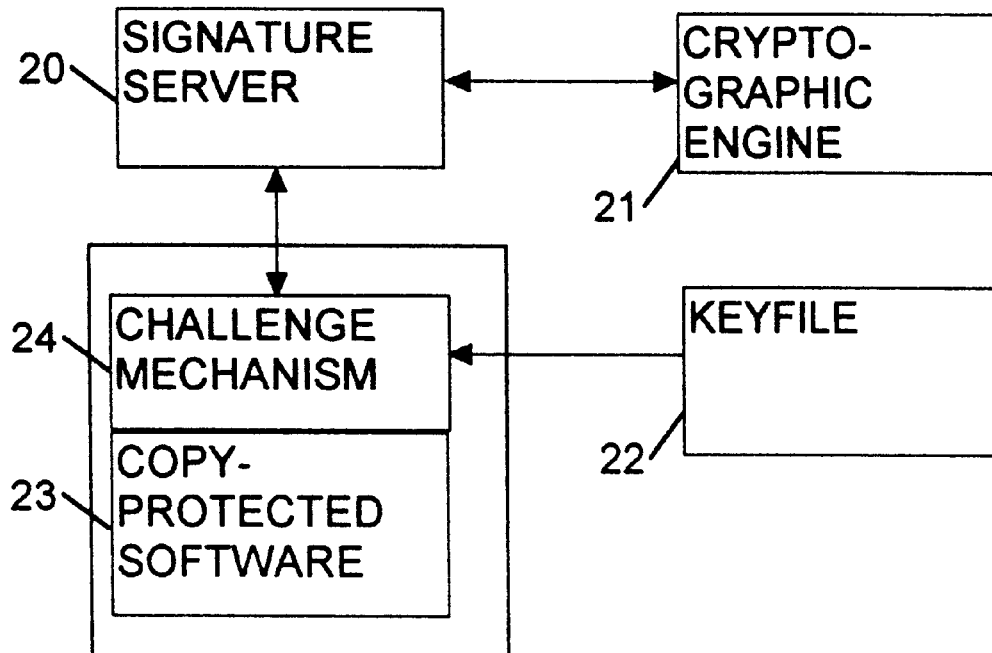 SIGNATURE
SERVER
20
CRYPTO-
GRAPHIC
ENGINE
21
CHALLENGE
MECHANISM
24
KEYFILE
22
COPY-
PROTECTED
SOFTWARE
23